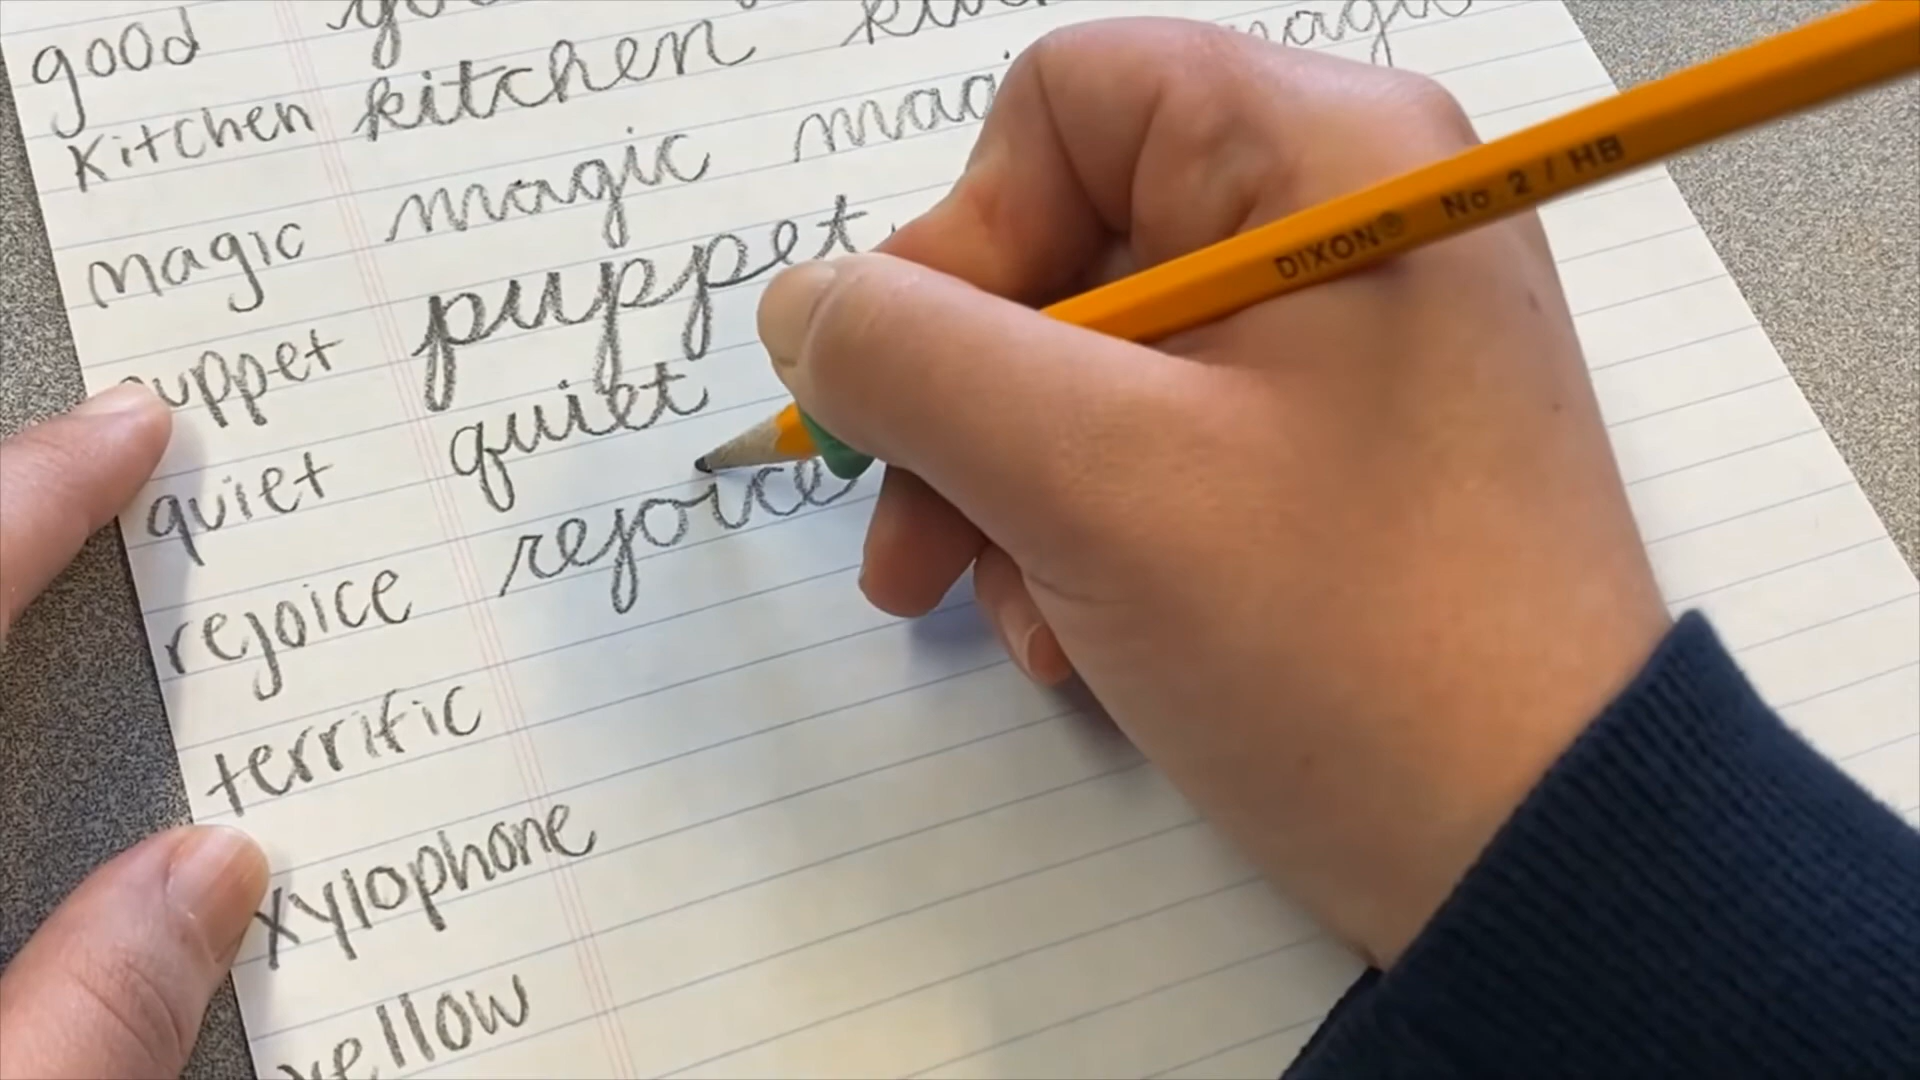 good
kitchen kitchen
magic magic
puppet puppet
quiet quiet
rejoice rejoice
terrific
xylophone
yellow
DIXON® No 2 / HB